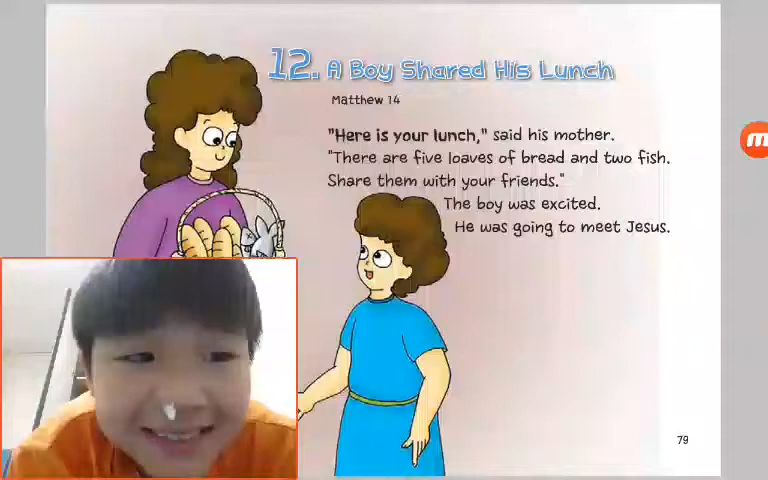 12. A Boy Shared His Lunch
Matthew 14
"Here is your lunch," said his mother.
"There are five loaves of bread and two fish.
Share them with your friends."
The boy was excited.
He was going to meet Jesus.
79
m